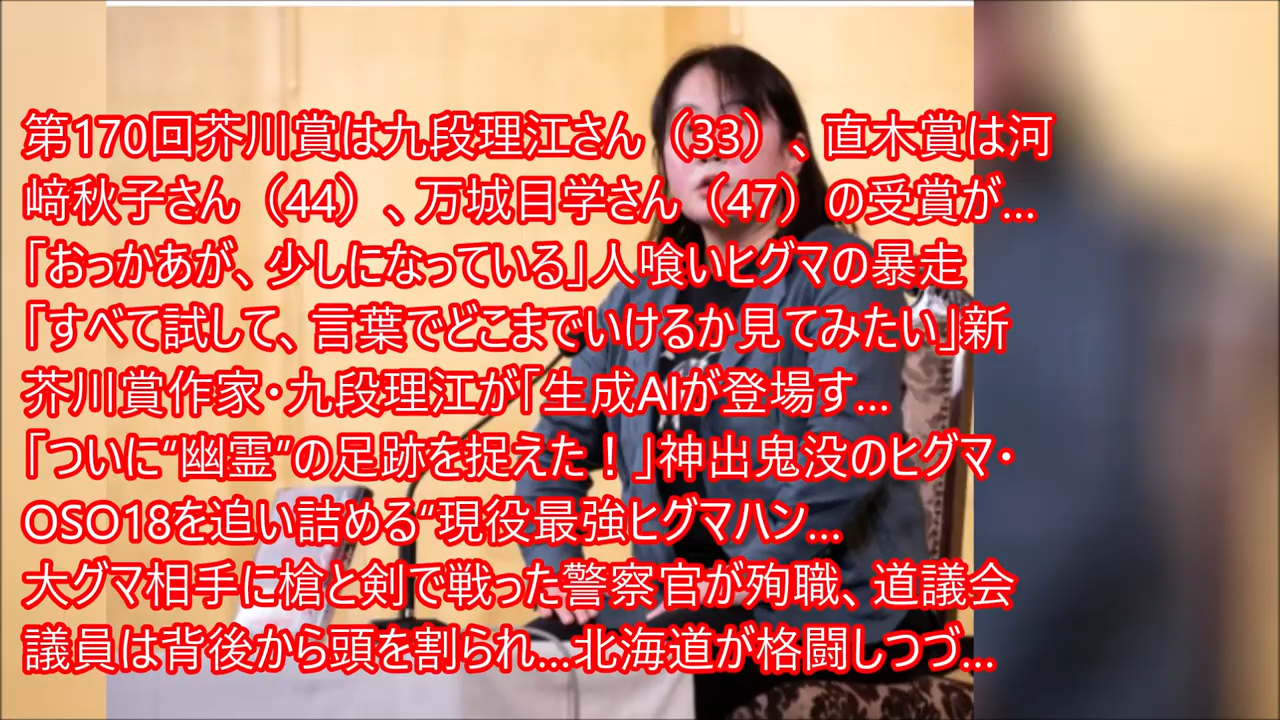 第170回芥川賞は九段理江さん（33）、直木賞は河
﨑秋子さん（44）、万城目学さん（47）の受賞が...
「おっかあが、少しになっている」人喰いヒグマの暴走
「すべて試して、言葉でどこまでいけるか見てみたい」新
芥川賞作家・九段理江が「生成AIが登場す...
「ついに“幽霊”の足跡を捉えた！」神出鬼没のヒグマ・
OSO18を追い詰める“現役最強ヒグマハン...
大グマ相手に槍と剣で戦った警察官が殉職、道議会
議員は背後から頭を割られ...北海道が格闘しつづ...